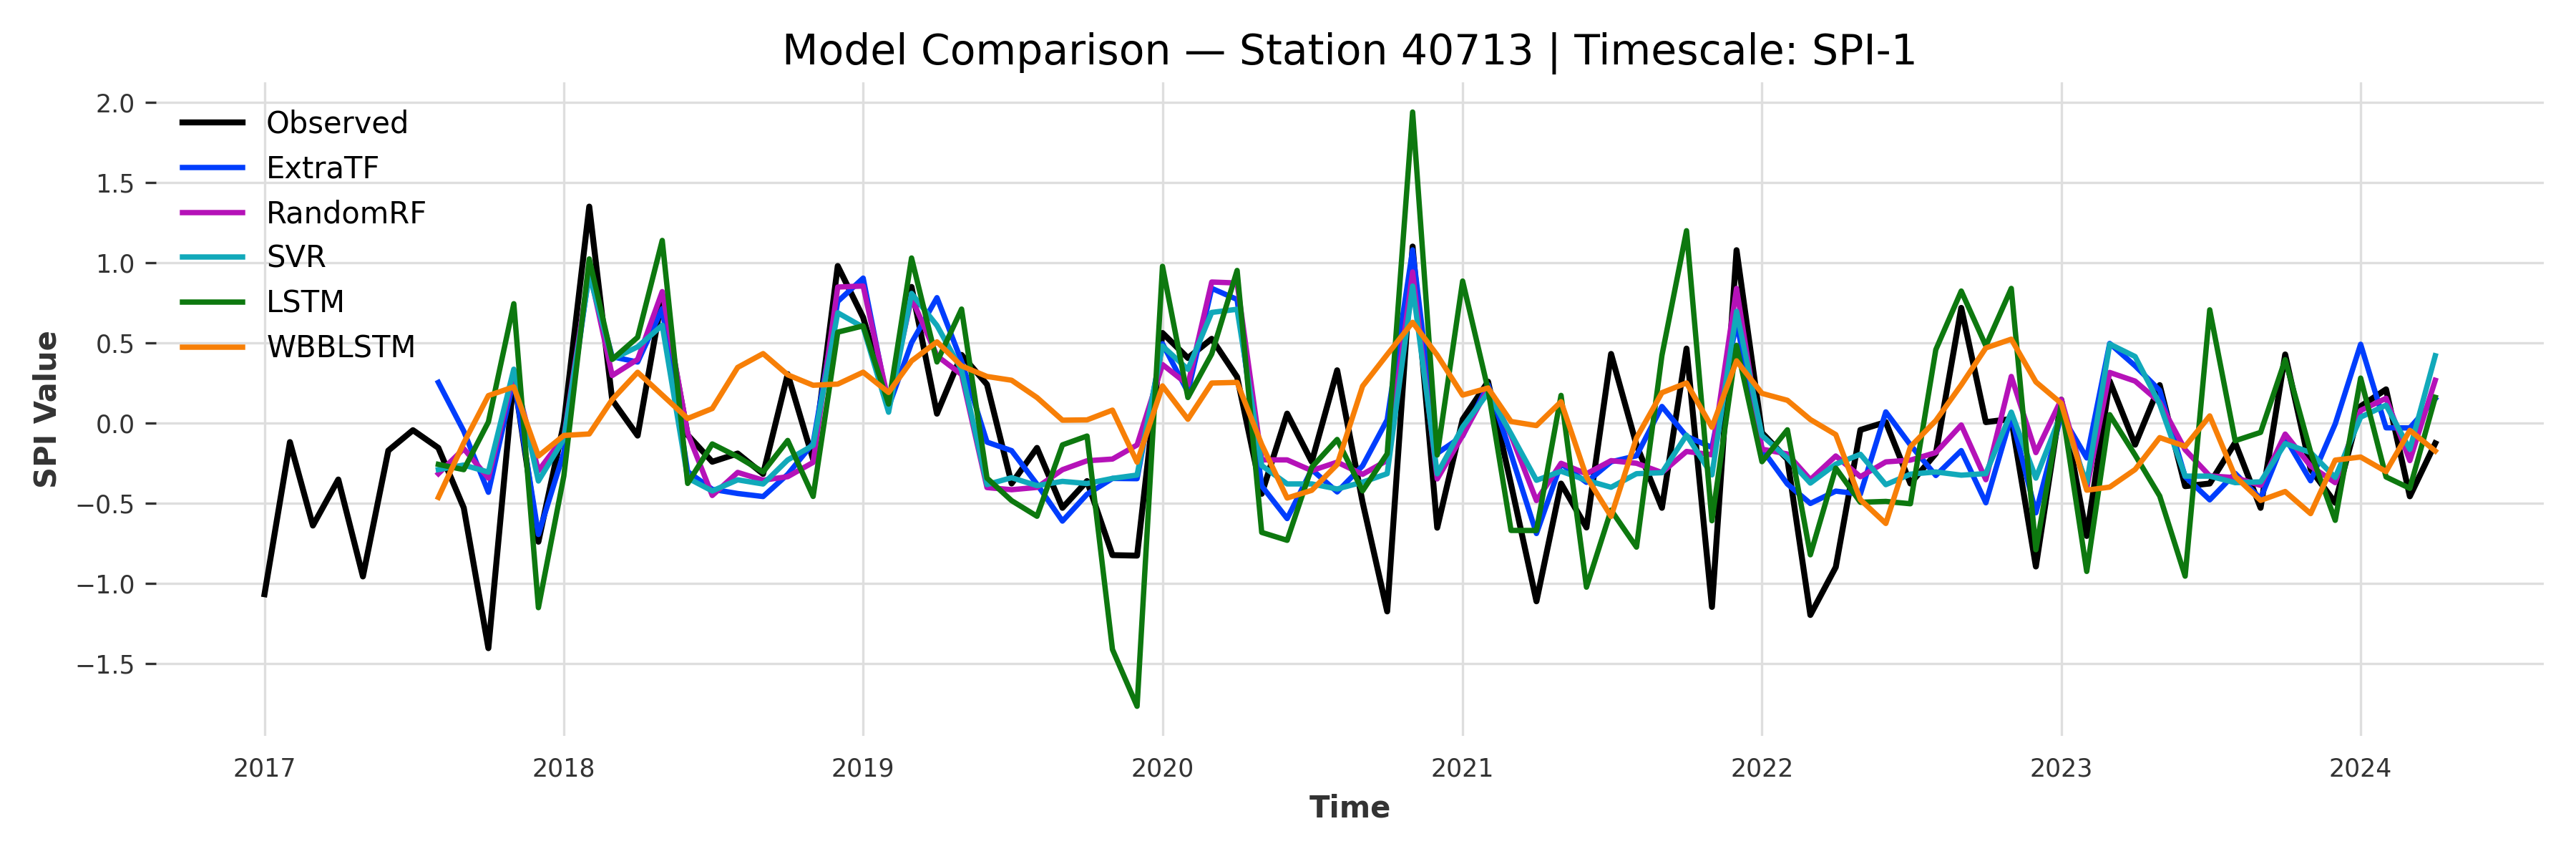 Model Comparison — Station 40713 | Timescale: SPI-1
2.0
1.5
1.0
0.5
0.0
−0.5
−1.0
−1.5
SPI Value
Observed
ExtraTF
RandomRF
SVR
LSTM
WBBLSTM
2017 2018 2019 2020 2021 2022 2023 2024
Time